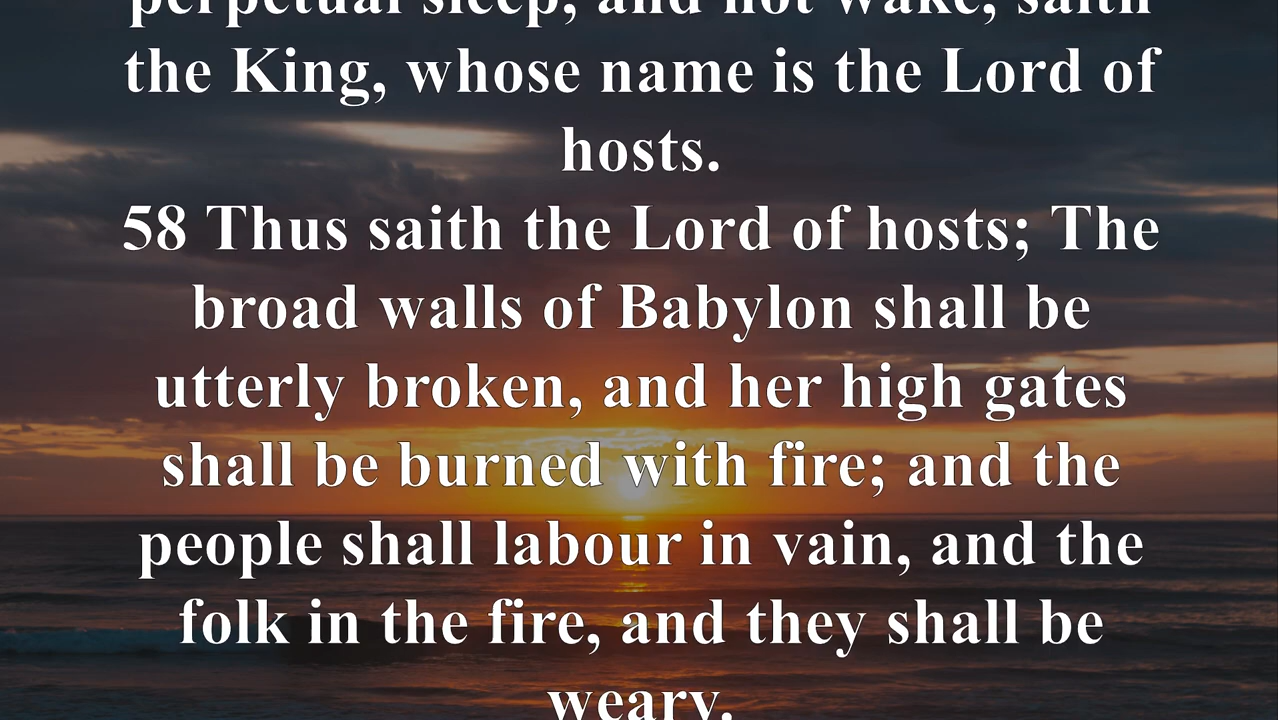 perpetual sleep, and not wake, saith
the King, whose name is the Lord of
hosts.
58 Thus saith the Lord of hosts; The
broad walls of Babylon shall be
utterly broken, and her high gates
shall be burned with fire; and the
people shall labour in vain, and the
folk in the fire, and they shall be
weary.